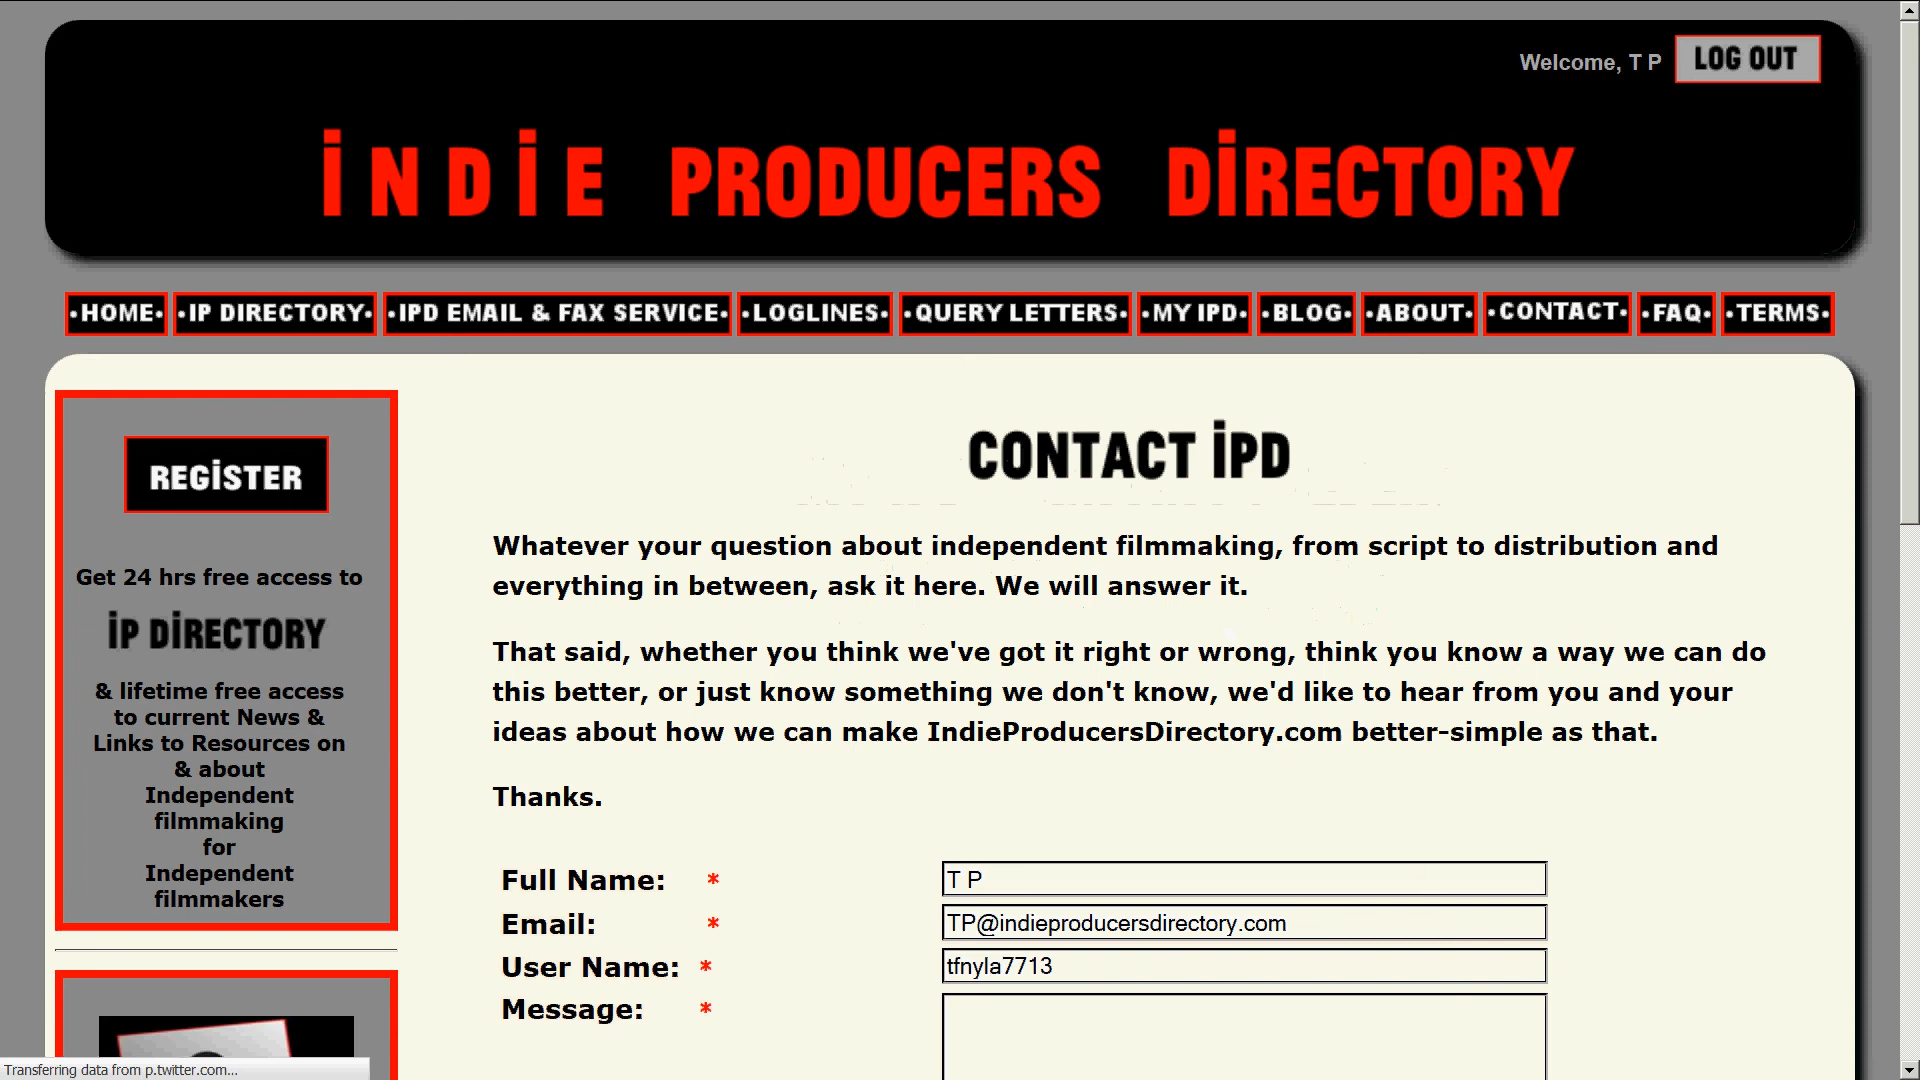 Welcome, T P LOG OUT
INDIE PRODUCERS DIRECTORY
•HOME• •IP DIRECTORY• •IPD EMAIL & FAX SERVICE• •LOGLINES• •QUERY LETTERS• •MY IPD• •BLOG• •ABOUT• •CONTACT• •FAQ• •TERMS•
REGISTER
Get 24 hrs free access to
IP DIRECTORY
& lifetime free access
to current News &
Links to Resources on
& about
Independent
filmmaking
for
Independent
filmmakers
CONTACT IPD
Whatever your question about independent filmmaking, from script to distribution and
everything in between, ask it here. We will answer it.
That said, whether you think we've got it right or wrong, think you know a way we can do
this better, or just know something we don't know, we'd like to hear from you and your
ideas about how we can make IndieProducersDirectory.com better-simple as that.
Thanks.
Full Name: * T P
Email: * TP@indieproducersdirectory.com
User Name: * tfnyla7713
Message: *
Transferring data from p.twitter.com...